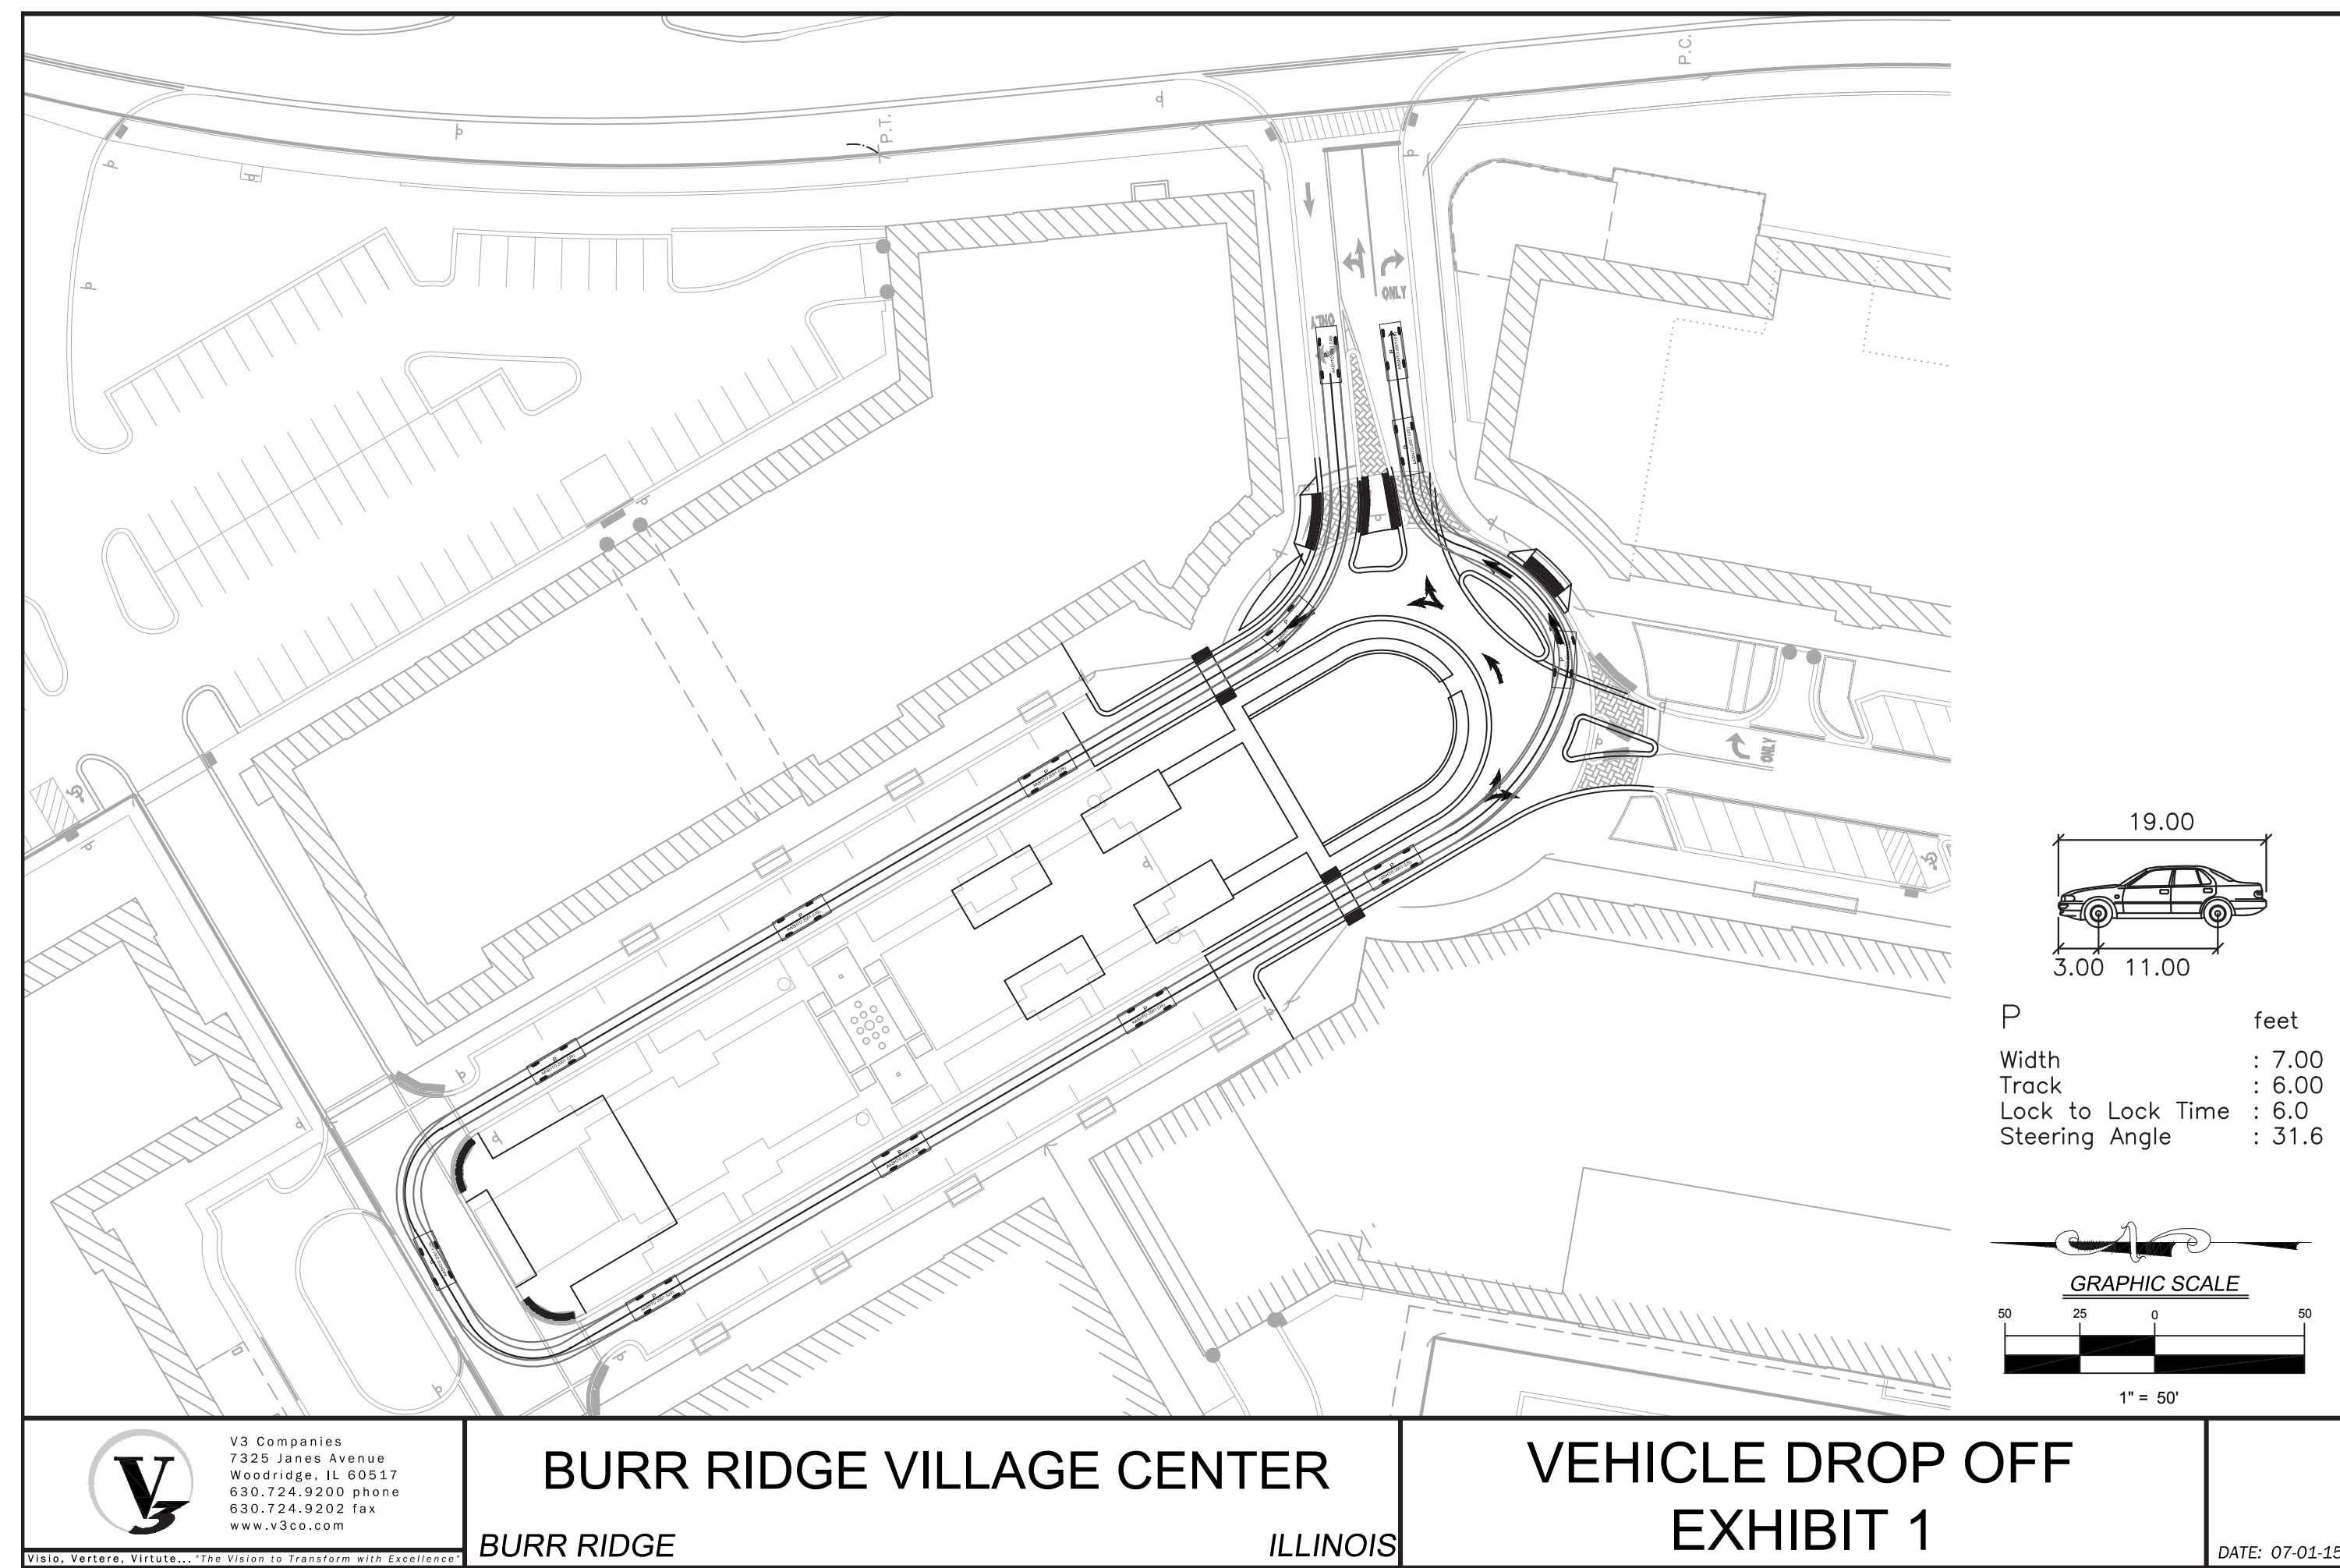 P.C.
P.T.
ONLY
ONLY
ONLY
19.00
3.00 11.00
P feet
Width : 7.00
Track : 6.00
Lock to Lock Time : 6.0
Steering Angle : 31.6
GRAPHIC SCALE
50 25 0 50
1" = 50'
V3
V3 Companies
7325 Janes Avenue
Woodridge, IL 60517
630.724.9200 phone
630.724.9202 fax
www.v3co.com
Visio, Vertere, Virtute... "The Vision to Transform with Excellence"
BURR RIDGE VILLAGE CENTER
BURR RIDGE ILLINOIS
VEHICLE DROP OFF
EXHIBIT 1
DATE: 07-01-15